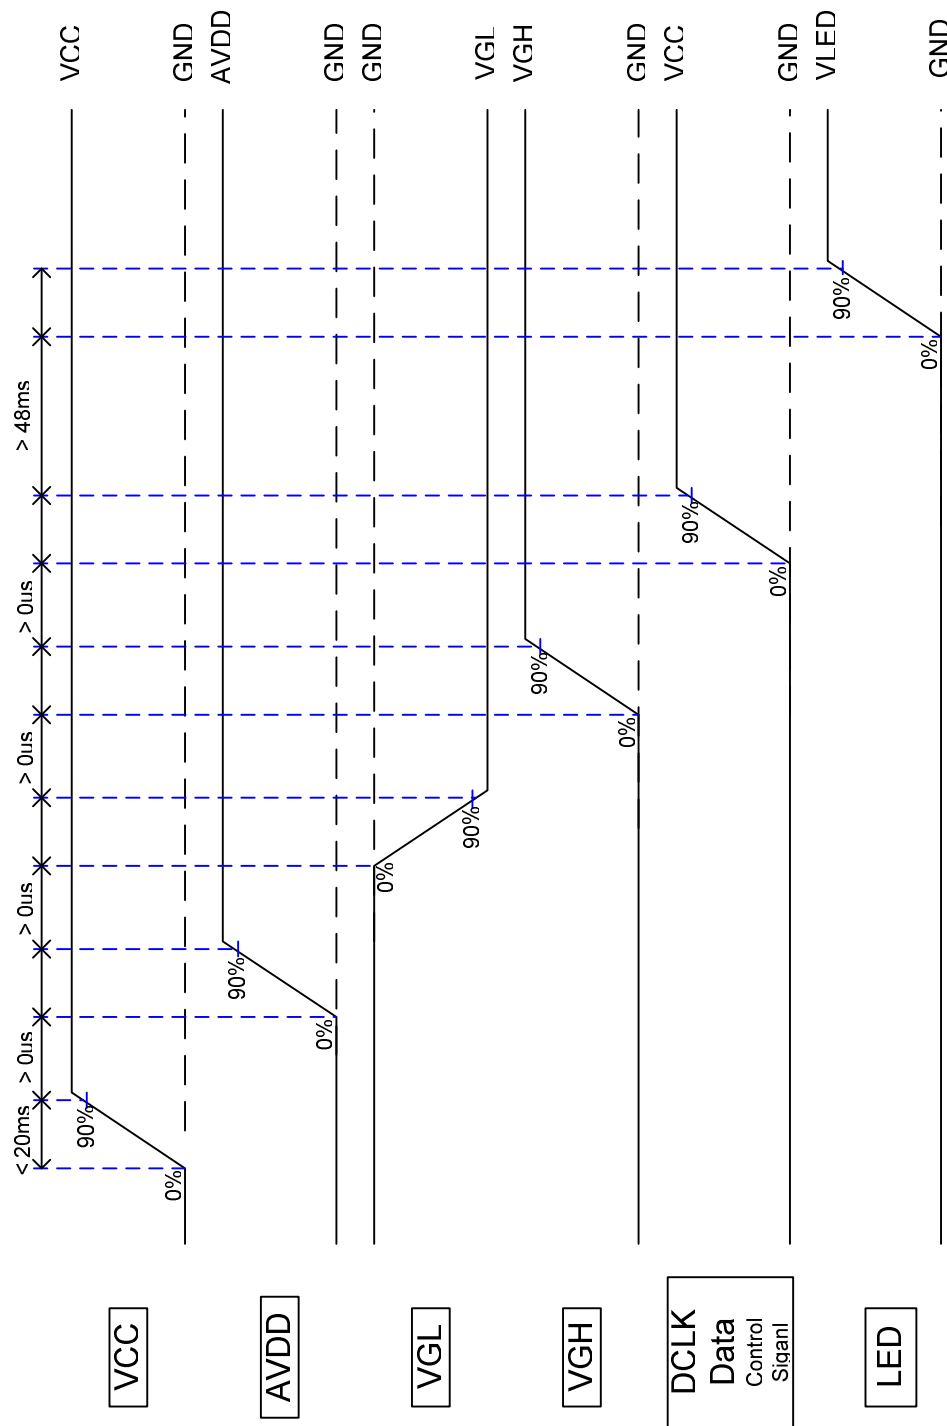 < 20ms
> 0us
> 0us
> 0us
> 0us
> 48ms
VCC
0%
90%
VCC
GND
AVDD
0%
90%
AVDD
GND
VGL
0%
90%
GND
VGL
VGH
0%
90%
VGH
GND
DCLK
Data
Control
Siganl
0%
90%
VCC
GND
LED
0%
90%
VLED
GND